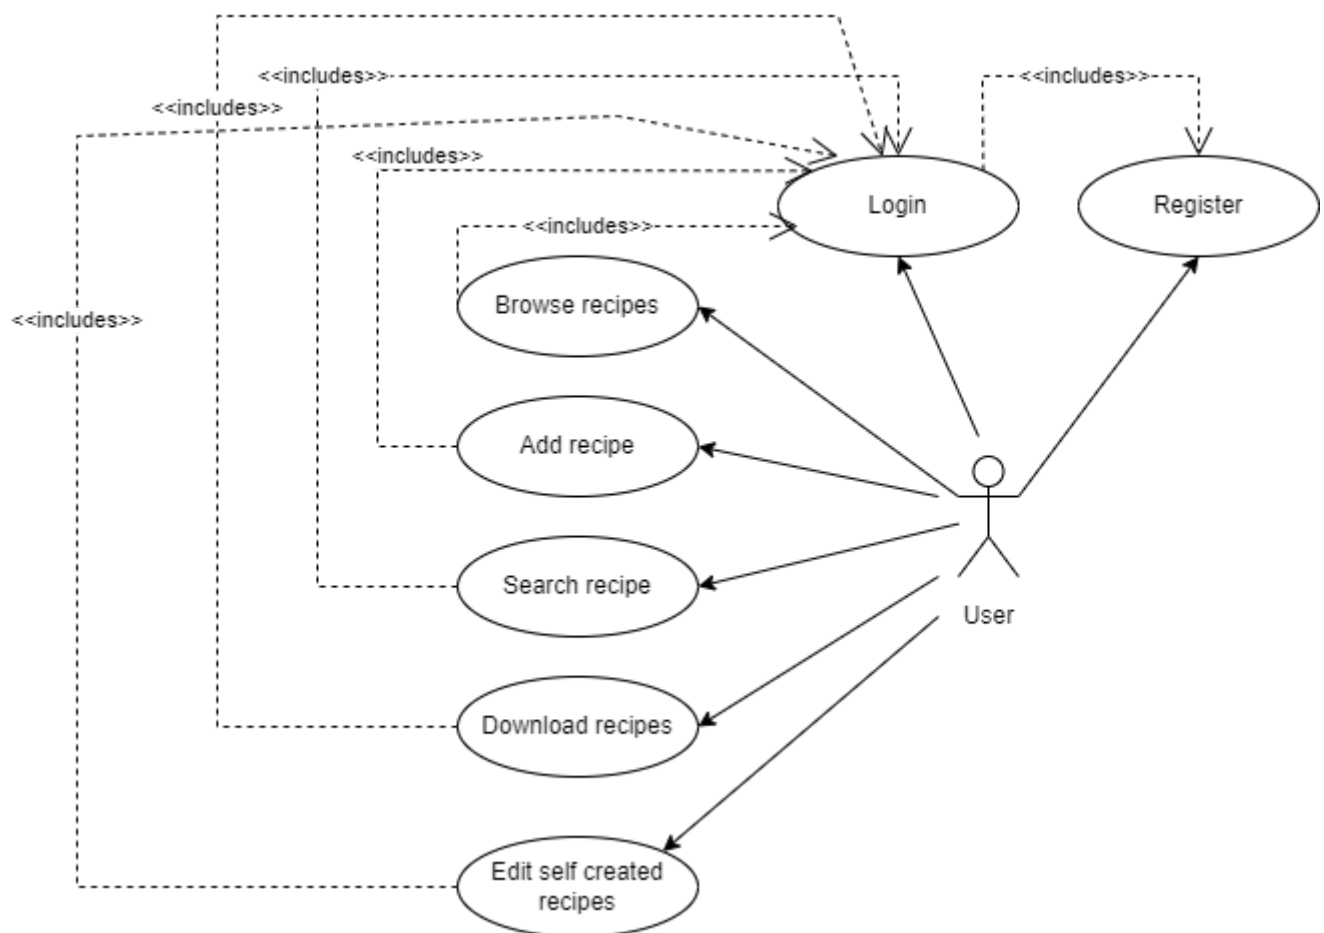 <<includes>>
<<includes>>
<<includes>>
<<includes>>
Login
Register
<<includes>>
Browse recipes
<<includes>>
Add recipe
Search recipe
User
Download recipes
Edit self created
recipes